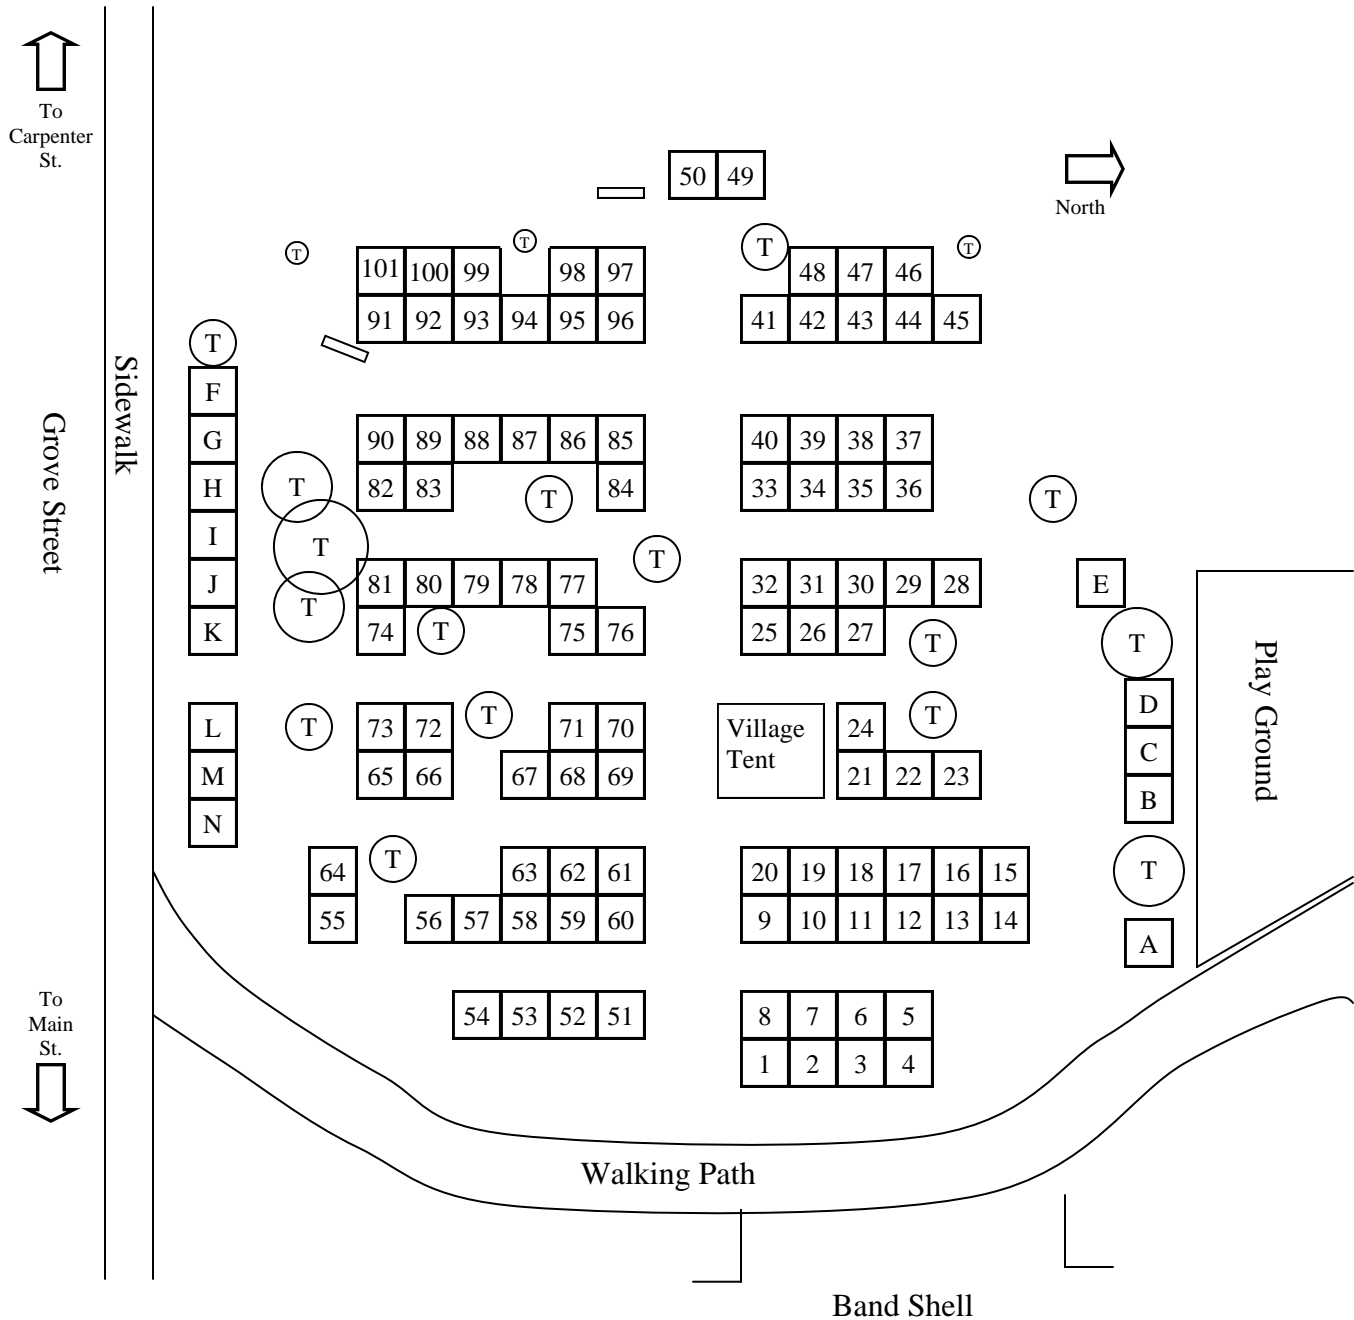 To
Carpenter
St.
50 49
North
T T T T
101 100 99 98 97 48 47 46
91 92 93 94 95 96 41 42 43 44 45
T
Sidewalk
Grove Street
F
G 90 89 88 87 86 85 40 39 38 37
H T 82 83 T 84 33 34 35 36 T
I T T
J 81 80 79 78 77 32 31 30 29 28 E
T
K 74 T 75 76 25 26 27 T T
Play Ground
D
L T 73 72 T 71 70 Village 24 T
Tent
C
M 65 66 67 68 69 21 22 23
B
N
64 T 63 62 61 20 19 18 17 16 15 T
55 56 57 58 59 60 9 10 11 12 13 14
A
To
Main
St.
54 53 52 51 8 7 6 5
1 2 3 4
Walking Path
Band Shell